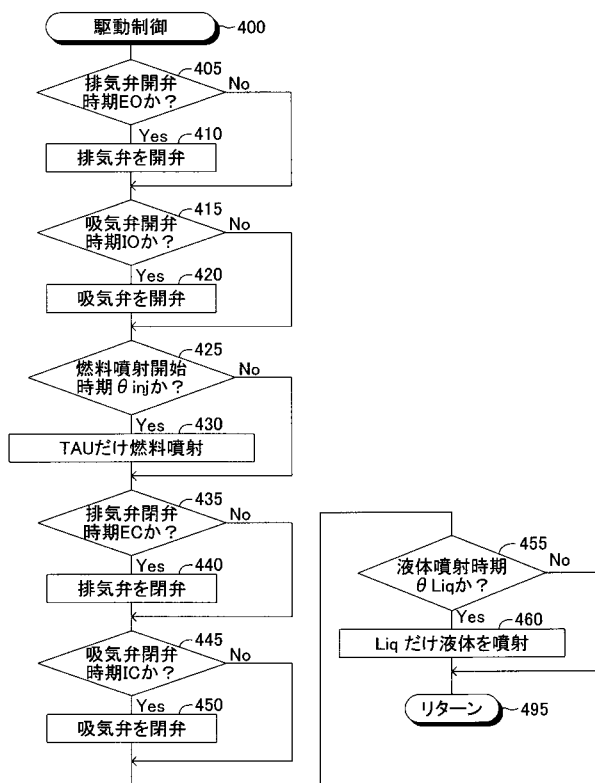 駆動制御 400
405
排気弁開弁
時期EOか？
No
Yes 410
排気弁を開弁
415
吸気弁開弁
時期IOか？
No
Yes 420
吸気弁を開弁
425
燃料噴射開始
時期θinjか？
No
Yes 430
TAUだけ燃料噴射
435
排気弁閉弁
時期ECか？
No
Yes 440
排気弁を閉弁
445
吸気弁閉弁
時期ICか？
No
Yes 450
吸気弁を閉弁
455
液体噴射時期
θLiqか？
No
Yes 460
Liqだけ液体を噴射
リターン 495